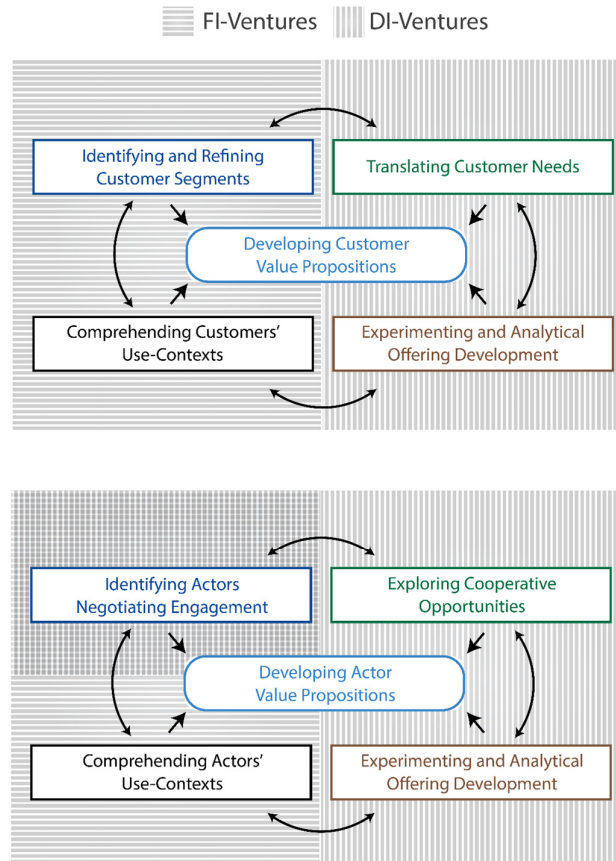 FI-Ventures DI-Ventures
Identifying and Refining
Customer Segments
Translating Customer Needs
Developing Customer
Value Propositions
Comprehending Customers'
Use-Contexts
Experimenting and Analytical
Offering Development
Identifying Actors
Negotiating Engagement
Exploring Cooperative
Opportunities
Developing Actor
Value Propositions
Comprehending Actors'
Use-Contexts
Experimenting and Analytical
Offering Development